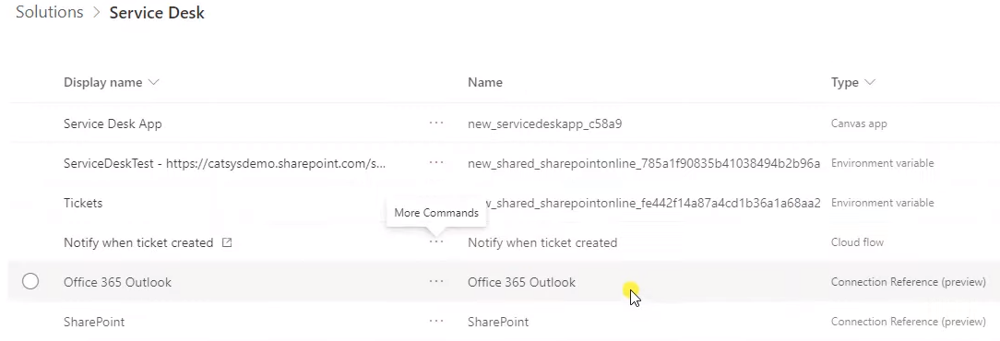 Solutions > Service Desk
Display name Name Type
Service Desk App ... new_servicedeskapp_c58a9 Canvas app
ServiceDeskTest - https://catsysdemo.sharepoint.com/s... ... new_shared_sharepointonline_785a1f90835b41038494b2b96a Environment variable
Tickets w_shared_sharepointonline_fe442f14a87a4cd1b36a1a68aa2 Environment variable
More Commands
Notify when ticket created ... Notify when ticket created Cloud flow
Office 365 Outlook ... Office 365 Outlook Connection Reference (preview)
SharePoint ... SharePoint Connection Reference (preview)